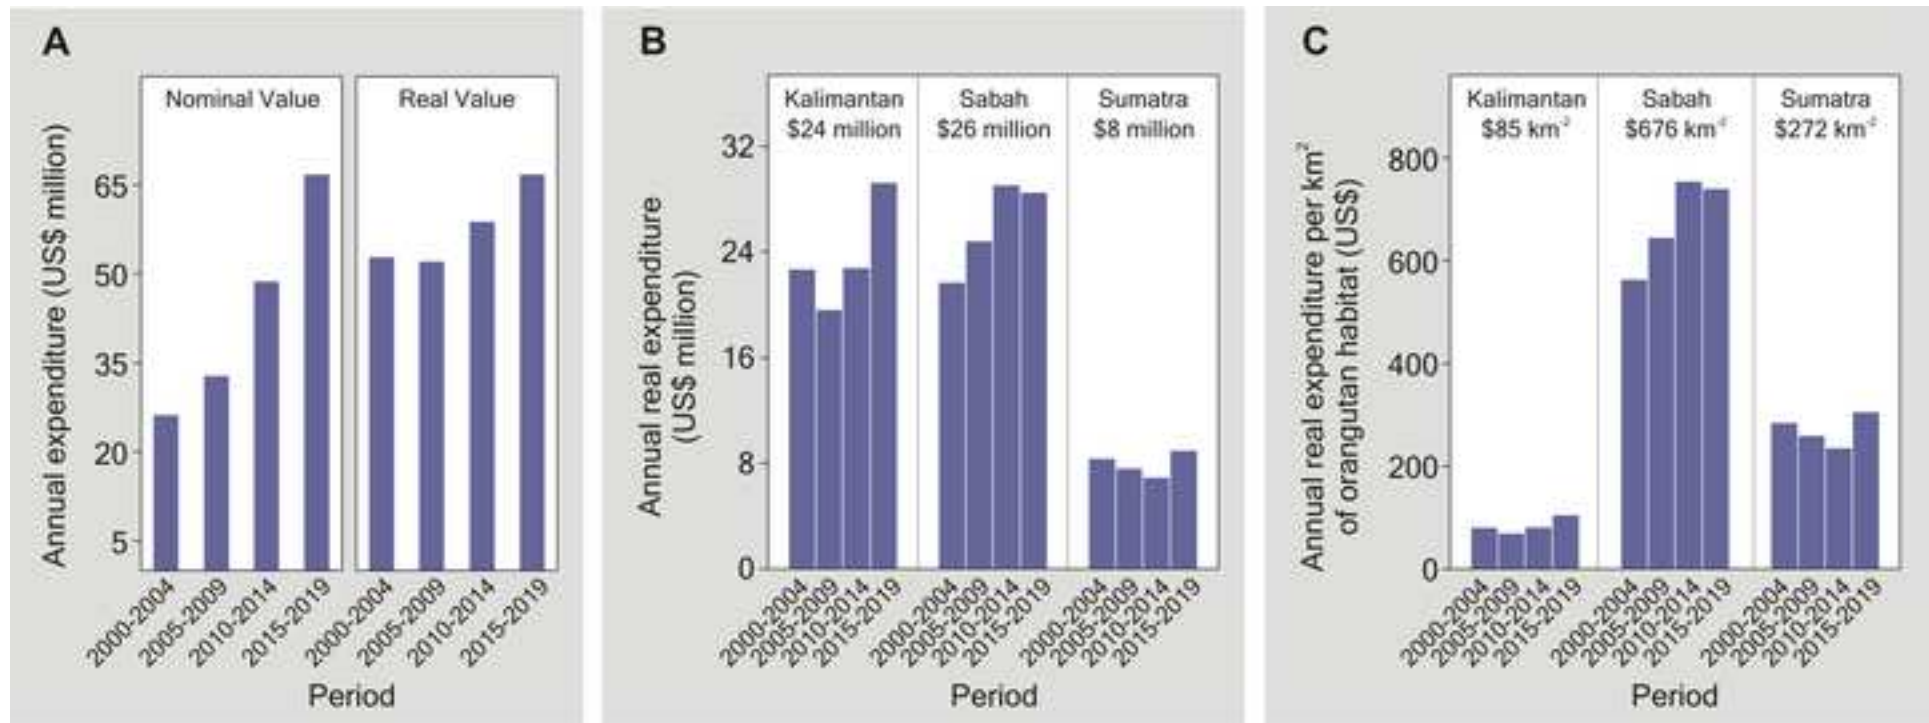 A
Annual expenditure (US$ million)
Nominal Value
Real Value
65
50
35
20
5
2000-2004
2005-2009
2010-2014
2015-2019
2000-2004
2005-2009
2010-2014
2015-2019
Period
B
Annual real expenditure
(US$ million)
Kalimantan
$24 million
Sabah
$26 million
Sumatra
$8 million
32
24
16
8
0
2000-2004
2005-2009
2010-2014
2015-2019
2000-2004
2005-2009
2010-2014
2015-2019
2000-2004
2005-2009
2010-2014
2015-2019
Period
C
Annual real expenditure per km²
of orangutan habitat (US$)
Kalimantan
$85 km⁻²
Sabah
$676 km⁻²
Sumatra
$272 km⁻²
800
600
400
200
0
2000-2004
2005-2009
2010-2014
2015-2019
2000-2004
2005-2009
2010-2014
2015-2019
2000-2004
2005-2009
2010-2014
2015-2019
Period